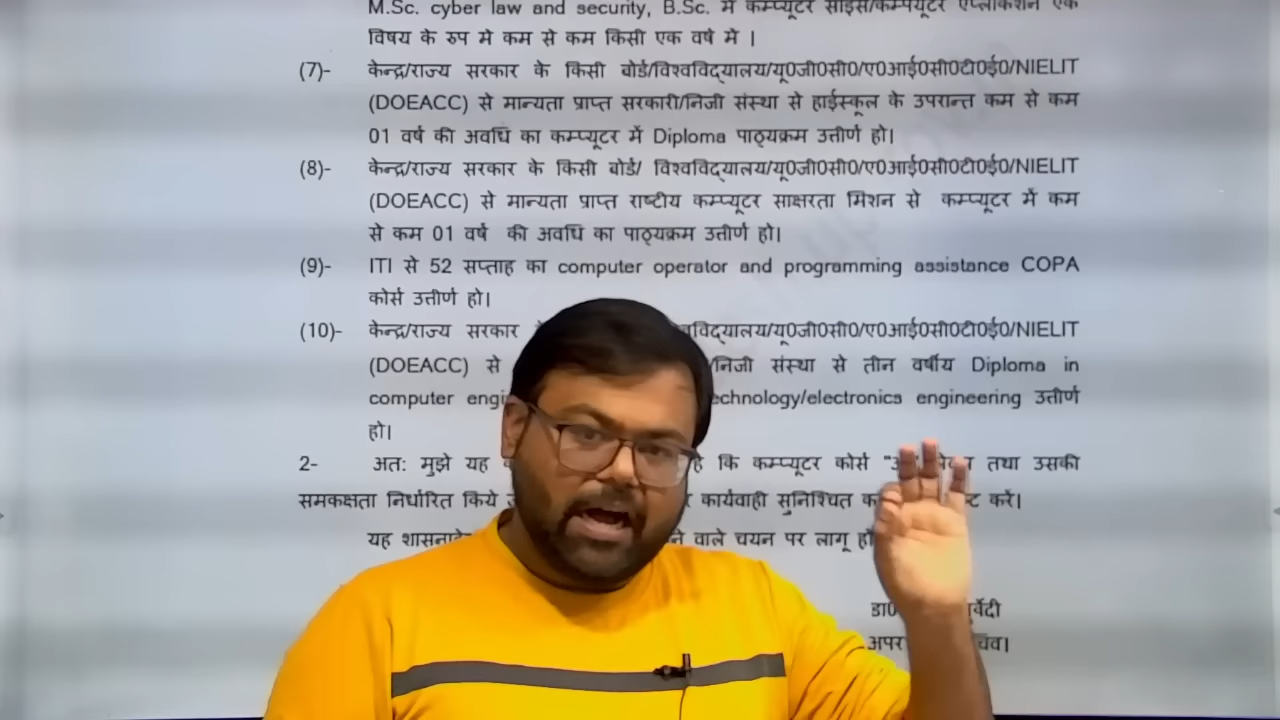 M.Sc. cyber law and security, B.Sc. में कम्प्यूटर साइंस/कम्पयूटर एप्लीकेशन एक
विषय के रुप मे कम से कम किसी एक वर्ष में |
(7)- केन्द्र/राज्य सरकार के किसी बोर्ड/विश्वविद्यालय/यू0जी0सी0/ए0आई0सी0टी0ई0/NIELIT
(DOEACC) से मान्यता प्राप्त सरकारी/निजी संस्था से हाईस्कूल के उपरान्त कम से कम
01 वर्ष की अवधि का कम्प्यूटर में Diploma पाठ्यक्रम उत्तीर्ण हो।
(8)- केन्द्र/राज्य सरकार के किसी बोर्ड/ विश्वविद्यालय/यू0जी0सी0/ए0आई0सी0टी0ई0/NIELIT
(DOEACC) से मान्यता प्राप्त राष्टीय कम्प्यूटर साक्षरता मिशन से कम्प्यूटर में कम
से कम 01 वर्ष की अवधि का पाठ्यक्रम उत्तीर्ण हो।
(9)- ITI से 52 सप्ताह का computer operator and programming assistance COPA
कोर्स उत्तीर्ण हो।
(10)- केन्द्र/राज्य सरकार विद्यालय/यू0जी0सी0/ए0आई0सी0टी0ई0/NIELIT
(DOEACC) से /निजी संस्था से तीन वर्षीय Diploma in
computer engi echnology/electronics engineering उत्तीर्ण
हो।
2- अत: मुझे यह कि कम्प्यूटर कोर्स तथा उसकी
समकक्षता निर्धारित किये कार्यवाही सुनिश्चित करें।
यह वाले चयन पर लागू
डा0 र्वेदी
अपर चिव।